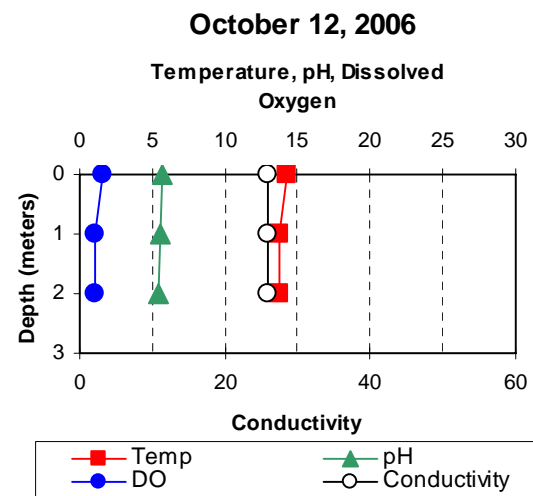 October 12, 2006
Temperature, pH, Dissolved
Oxygen
0 5 10 15 20 25 30
0
1
2
3
Depth (meters)
0 20 40 60
Conductivity
Temp pH
DO Conductivity